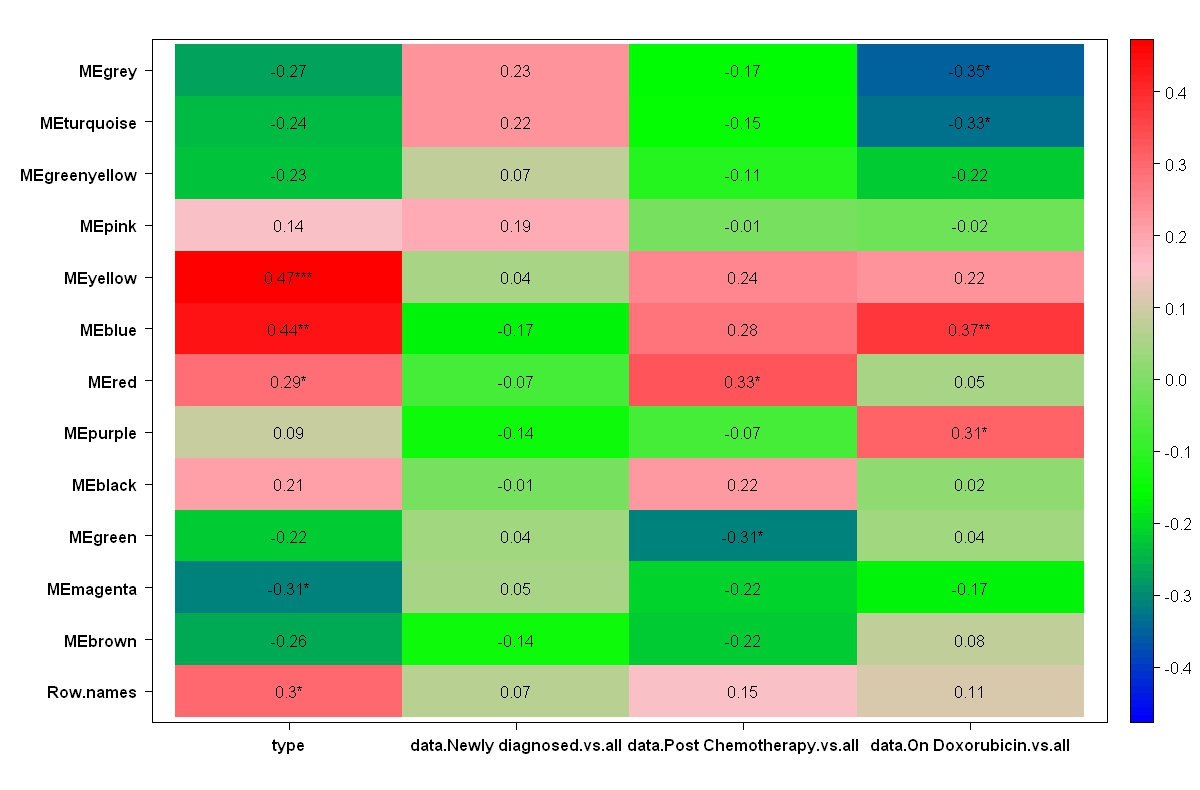 MEgrey -0.27 0.23 -0.17 -0.35*
MEturquoise -0.24 0.22 -0.15 -0.33*
MEgreenyellow -0.23 0.07 -0.11 -0.22
MEpink 0.14 0.19 -0.01 -0.02
MEyellow 0.47*** 0.04 0.24 0.22
MEblue 0.44** -0.17 0.28 0.37**
MEred 0.29* -0.07 0.33* 0.05
MEpurple 0.09 -0.14 -0.07 0.31*
MEblack 0.21 -0.01 0.22 0.02
MEgreen -0.22 0.04 -0.31* 0.04
MEmagenta -0.31* 0.05 -0.22 -0.17
MEbrown -0.26 -0.14 -0.22 0.08
Row.names 0.3* 0.07 0.15 0.11
type data.Newly diagnosed.vs.all data.Post Chemotherapy.vs.all data.On Doxorubicin.vs.all
0.4
0.3
0.2
0.1
0.0
-0.1
-0.2
-0.3
-0.4